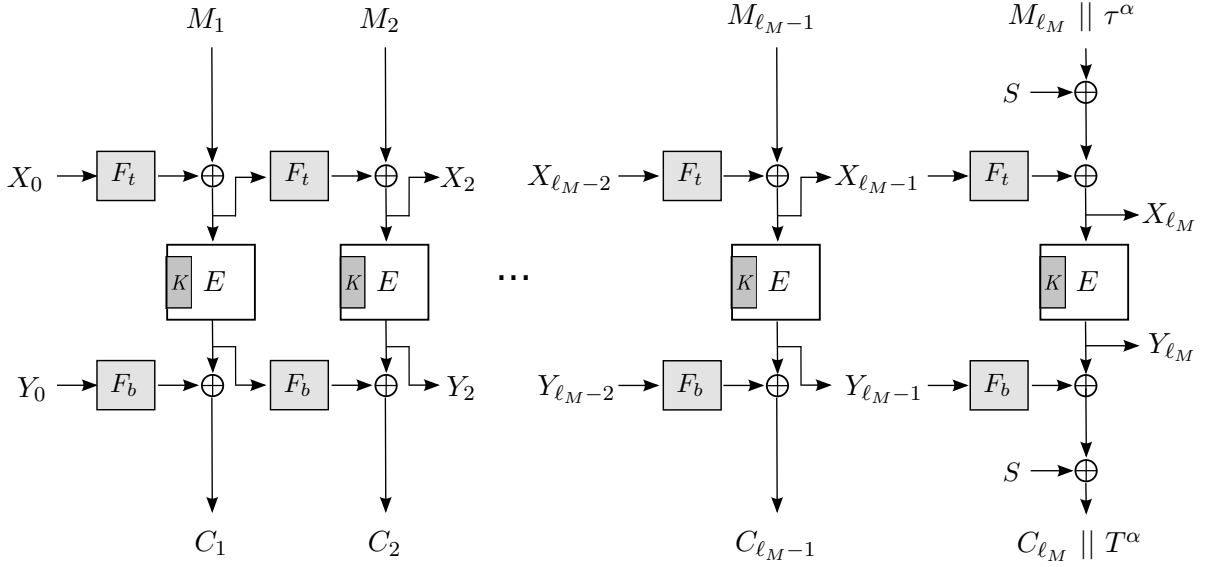 M_1 M_2 M_{ℓ_M−1} M_{ℓ_M} || τ^α
S
X_0 F_t F_t X_2 X_{ℓ_M−2} F_t X_{ℓ_M−1} F_t
X_{ℓ_M}
K E K E ... K E K E
Y_{ℓ_M}
Y_0 F_b F_b Y_2 Y_{ℓ_M−2} F_b Y_{ℓ_M−1} F_b
S
C_1 C_2 C_{ℓ_M−1} C_{ℓ_M} || T^α